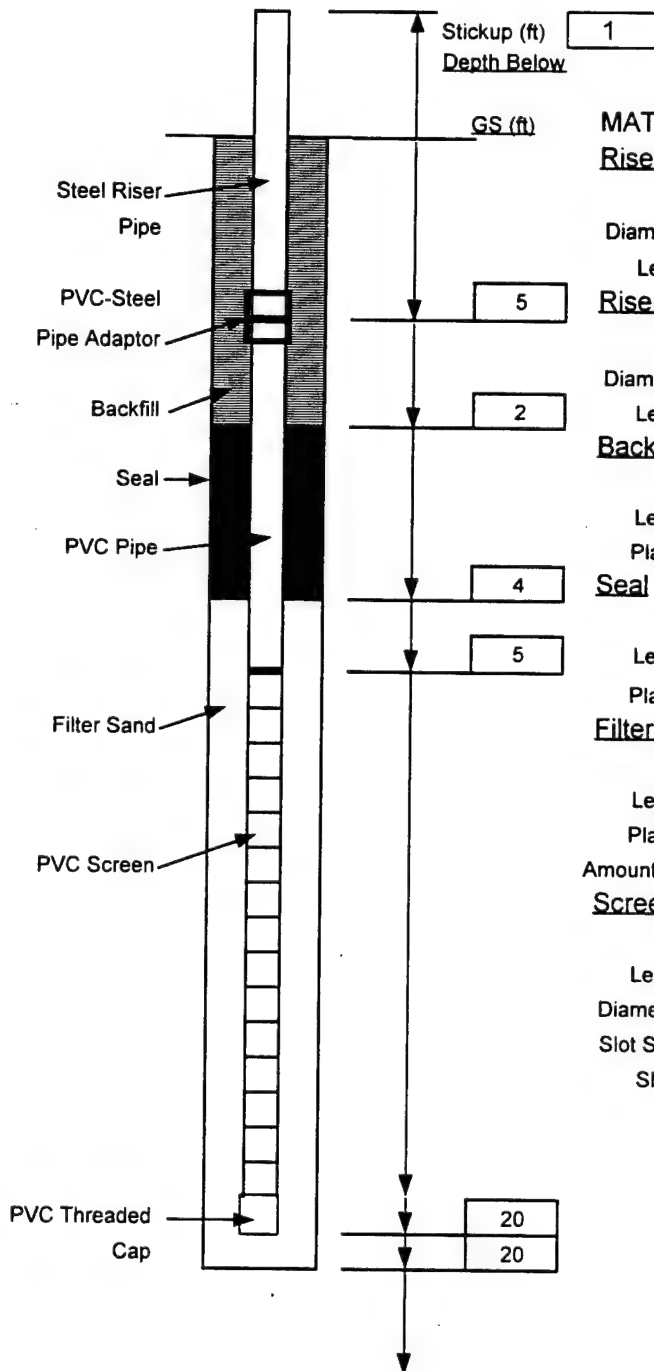 Stickup (ft) 1
Depth Below
GS (ft)
MAT
Rise
Steel Riser
Pipe
Diam
Le
PVC-Steel
5
Rise
Pipe Adaptor
Diam
Backfill
2
Le
Back
Seal
Le
PVC Pipe
Pla
4
Seal
5
Le
Pla
Filter Sand
Filter
Le
Pla
PVC Screen
Amount
Scree
Le
Diame
Slot S
Sl
PVC Threaded
20
Cap
20